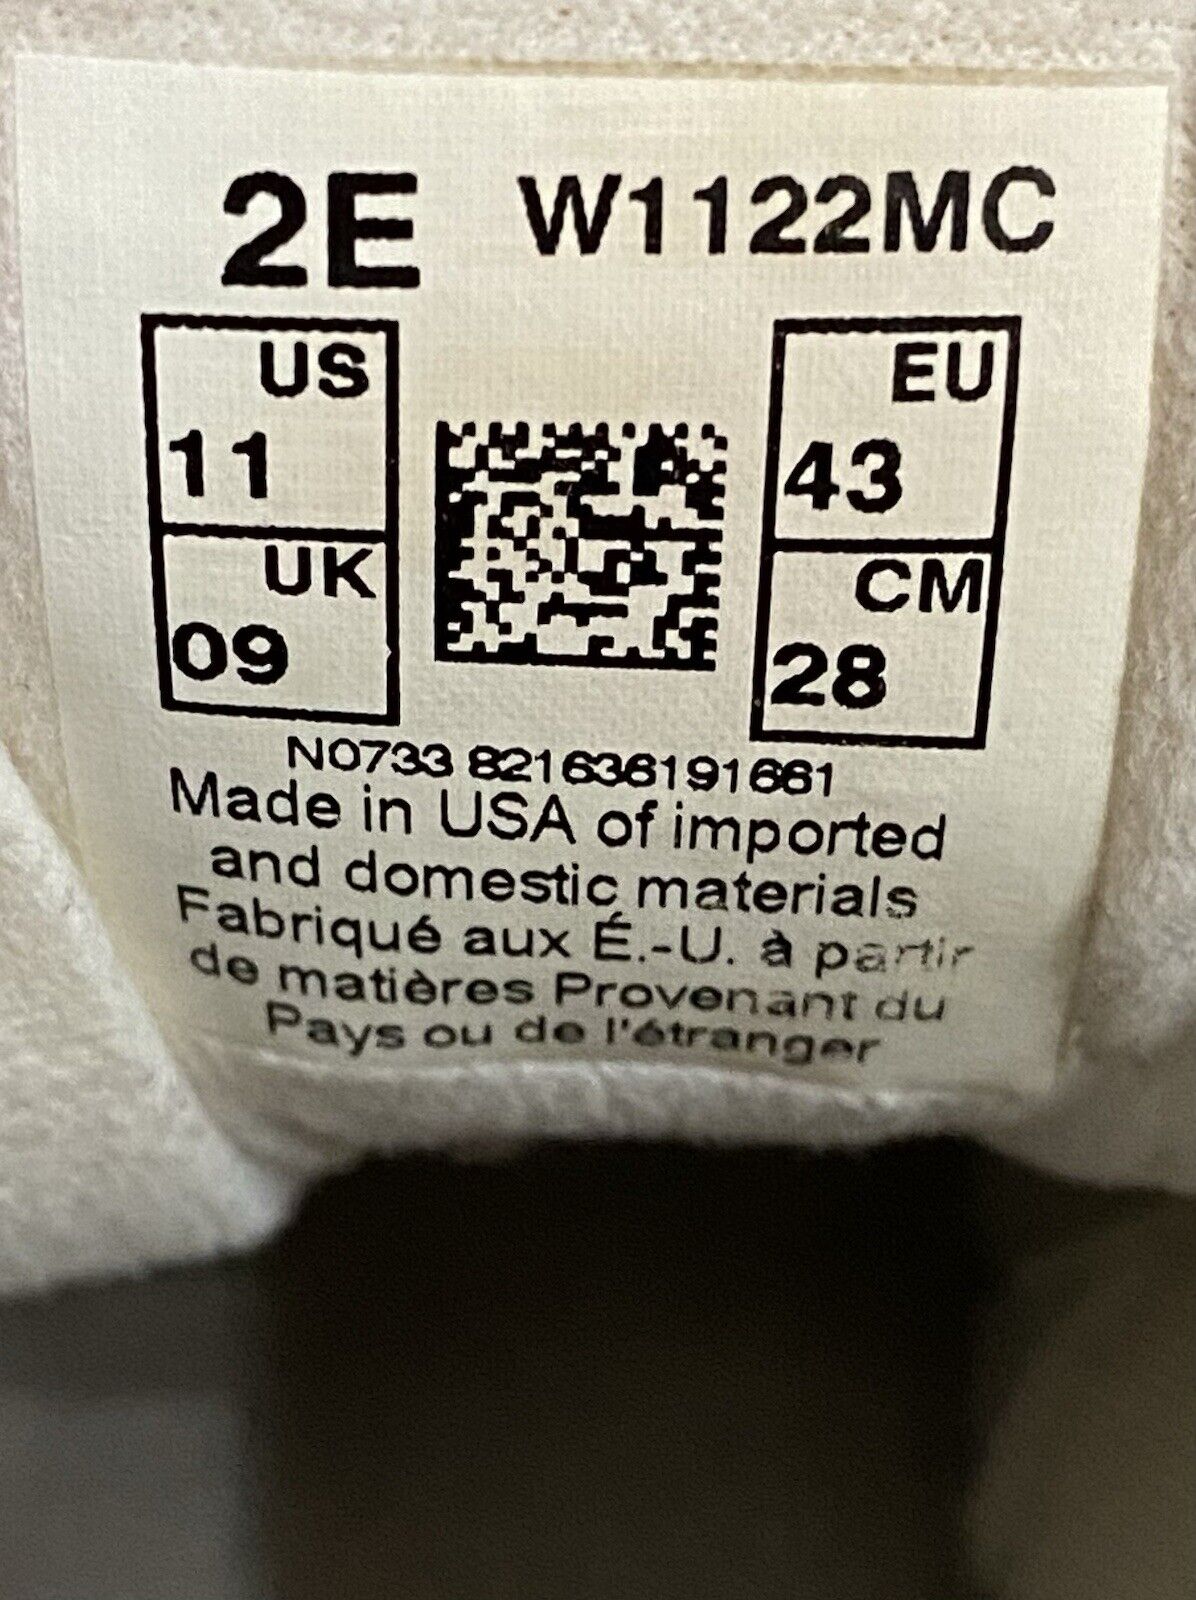 2E W1122MC
US
11
UK
09
EU
43
CM
28
N0733 821636191661
Made in USA of imported
and domestic materials
Fabriqué aux É.-U. à partir
de matières Provenant du
Pays ou de l'étranger